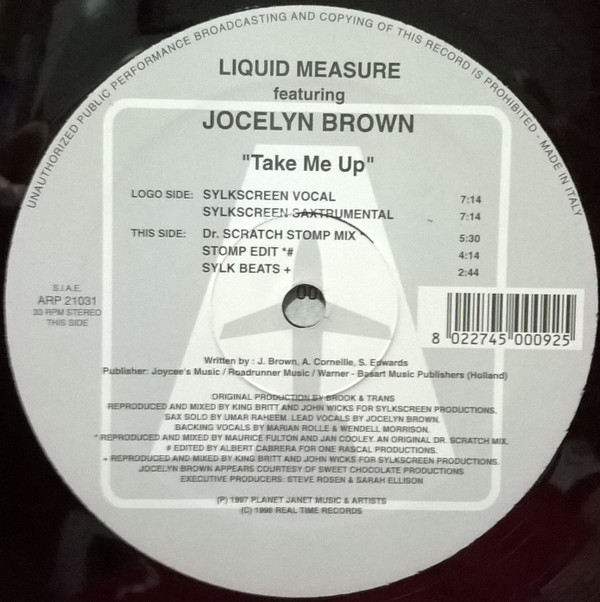 UNAUTHORIZED PUBLIC PERFORMANCE BROADCASTING AND COPYING OF THIS RECORD IS PROHIBITED - MADE IN ITALY
LIQUID MEASURE
featuring
JOCELYN BROWN
"Take Me Up"
LOGO SIDE: SYLKSCREEN VOCAL 7:14
SYLKSCREEN SAXTRUMENTAL 7:14
THIS SIDE: Dr. SCRATCH STOMP MIX * 5:30
STOMP EDIT *# 4:14
SYLK BEATS + 2:44
S.I.A.E.
ARP 21031
33 RPM STEREO
THIS SIDE
8 022745 000925
Written by : J. Brown, A. Corneille, S. Edwards
Publisher: Joycee's Music / Roadrunner Music / Warner - Basart Music Publishers (Holland)
ORIGINAL PRODUCTION BY BROOK & TRANS
REPRODUCED AND MIXED BY KING BRITT AND JOHN WICKS FOR SYLKSCREEN PRODUCTIONS.
SAX SOLO BY UMAR RAHEEM. LEAD VOCALS BY JOCELYN BROWN.
BACKING VOCALS BY MARIAN ROLLE & WENDELL MORRISON.
* REPRODUCED AND MIXED BY MAURICE FULTON AND JAN COOLEY. AN ORIGINAL DR. SCRATCH MIX.
# EDITED BY ALBERT CABRERA FOR ONE RASCAL PRODUCTIONS.
+ REPRODUCED AND MIXED BY KING BRITT AND JOHN WICKS FOR SYLKSCREEN PRODUCTIONS.
JOCELYN BROWN APPEARS COURTESY OF SWEET CHOCOLATE PRODUCTIONS
EXECUTIVE PRODUCERS: STEVE ROSEN & SARAH ELLISON
(P) 1997 PLANET JANET MUSIC & ARTISTS
(C) 1998 REAL TIME RECORDS